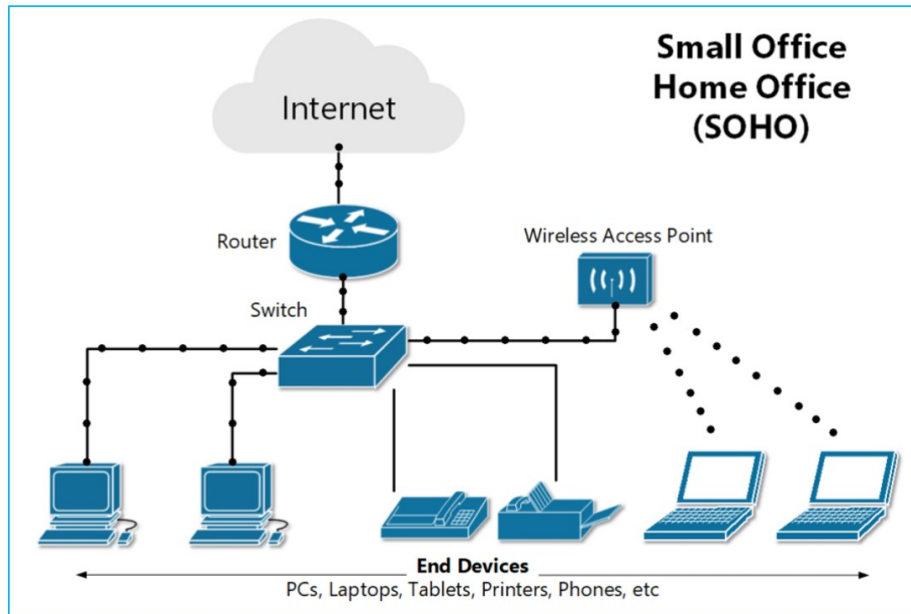 Small Office
Home Office
(SOHO)
Internet
Router
Wireless Access Point
Switch
End Devices
PCs, Laptops, Tablets, Printers, Phones, etc